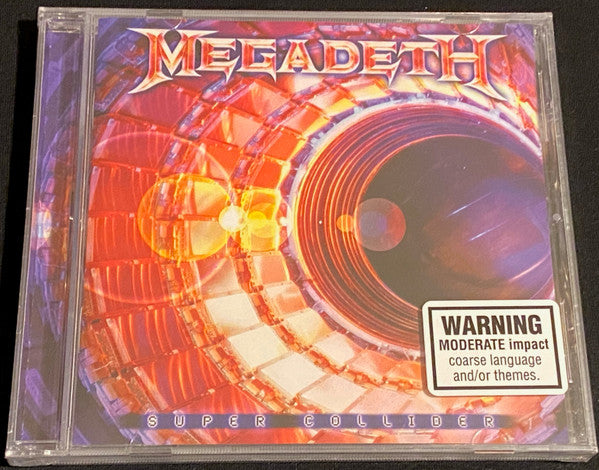 MEGADETH
WARNING
MODERATE impact
coarse language
and/or themes.
SUPER COLLIDER